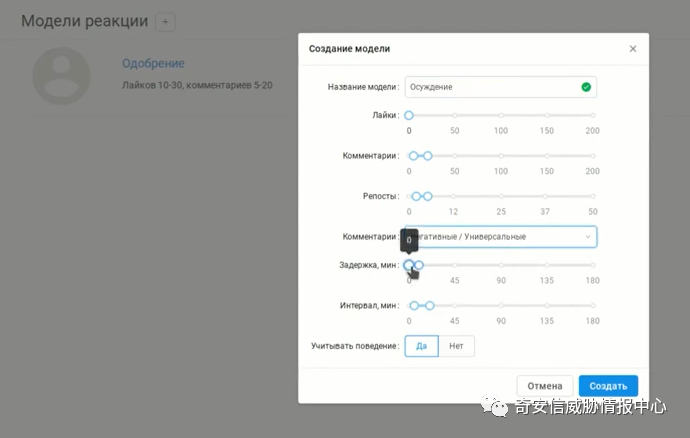 Модели реакции +
Создание модели
Одобрение
Лайков 10-30, комментариев 5-20
Название модели: Осуждение
Лайки:
0 50 100 150 200
Комментарии:
0 50 100 150 200
Репосты:
0 12 25 37 50
Комментарии: Негативные / Универсальные
0
Задержка, мин:
0 45 90 135 180
Интервал, мин:
0 45 90 135 180
Учитывать поведение: Да Нет
Отмена Создать
奇安信威胁情报中心